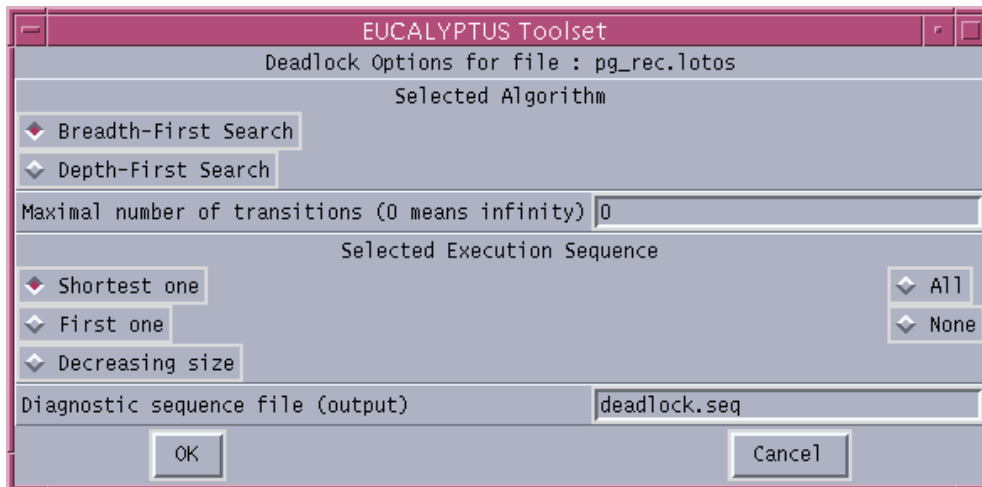 EUCALYPTUS Toolset
Deadlock Options for file : pg_rec.lotos
Selected Algorithm
Breadth-First Search
Depth-First Search
Maximal number of transitions (0 means infinity) 0
Selected Execution Sequence
Shortest one All
First one None
Decreasing size
Diagnostic sequence file (output) deadlock.seq
OK Cancel